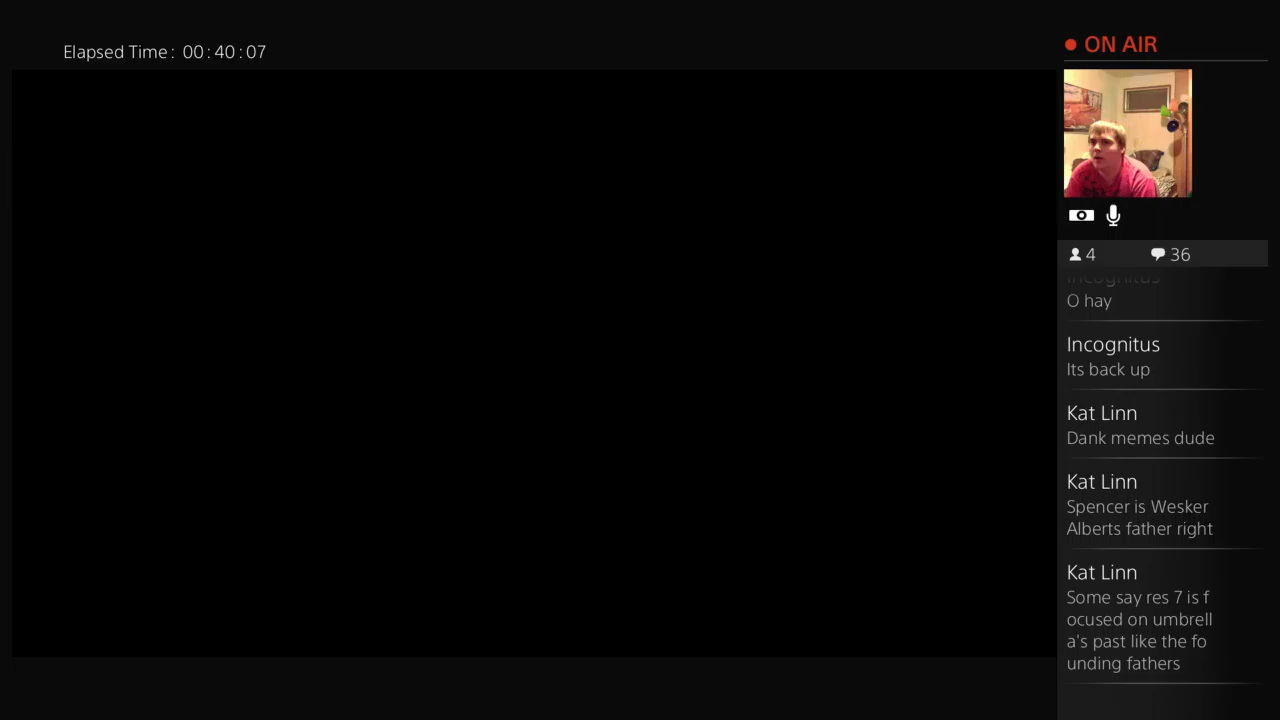 Elapsed Time: 00:40:07
ON AIR
4 36
Incognitus
O hay
Incognitus
Its back up
Kat Linn
Dank memes dude
Kat Linn
Spencer is Wesker
Alberts father right
Kat Linn
Some say res 7 is f
ocused on umbrell
a's past like the fo
unding fathers